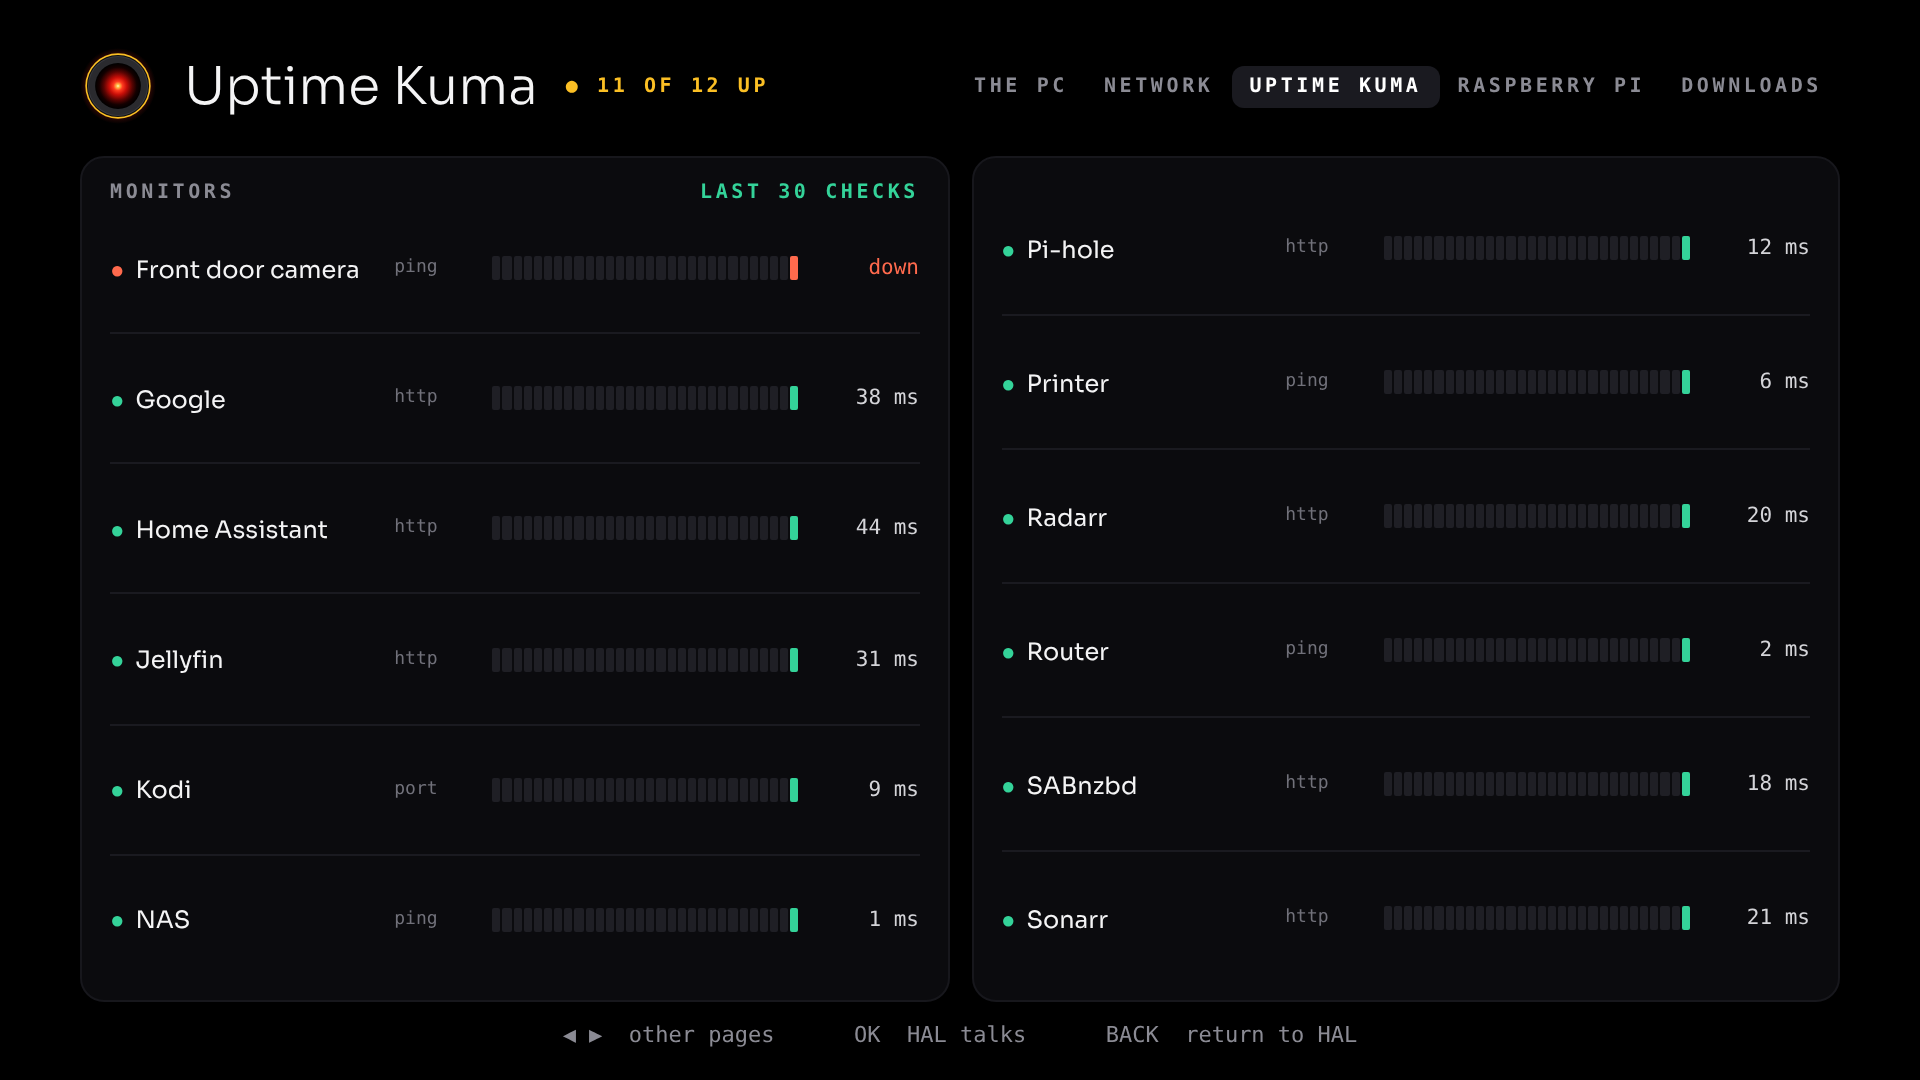 Uptime Kuma ● 11 OF 12 UP
THE PC NETWORK UPTIME KUMA RASPBERRY PI DOWNLOADS
MONITORS LAST 30 CHECKS
Front door camera ping down
Google http 38 ms
Home Assistant http 44 ms
Jellyfin http 31 ms
Kodi port 9 ms
NAS ping 1 ms
Pi-hole http 12 ms
Printer ping 6 ms
Radarr http 20 ms
Router ping 2 ms
SABnzbd http 18 ms
Sonarr http 21 ms
◀ ▶ other pages OK HAL talks BACK return to HAL